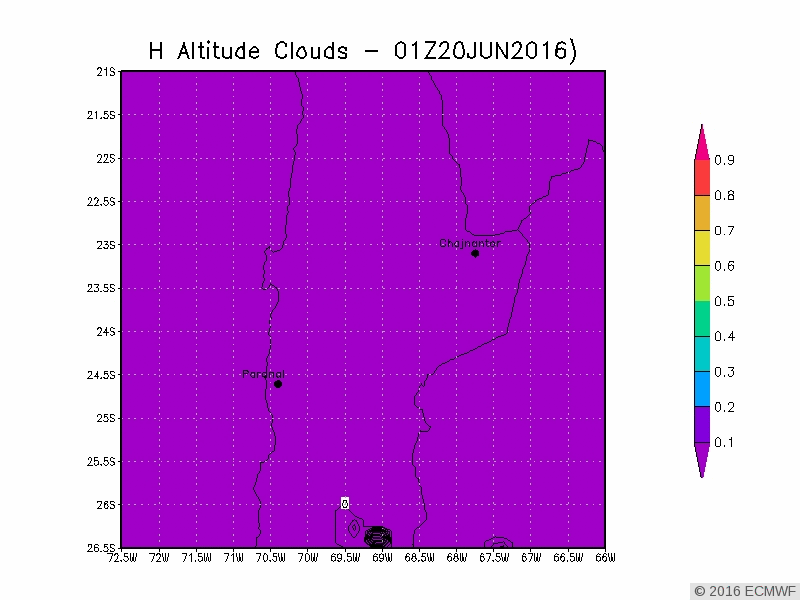 H Altitude Clouds – 01Z20JUN2016)
21S
21.5S
22S
22.5S
23S
23.5S
24S
24.5S
25S
25.5S
26S
26.5S
Chajnantor
Paranal
0
72.5W 72W 71.5W 71W 70.5W 70W 69.5W 69W 68.5W 68W 67.5W 67W 66.5W 66W
0.9
0.8
0.7
0.6
0.5
0.4
0.3
0.2
0.1
© 2016 ECMWF